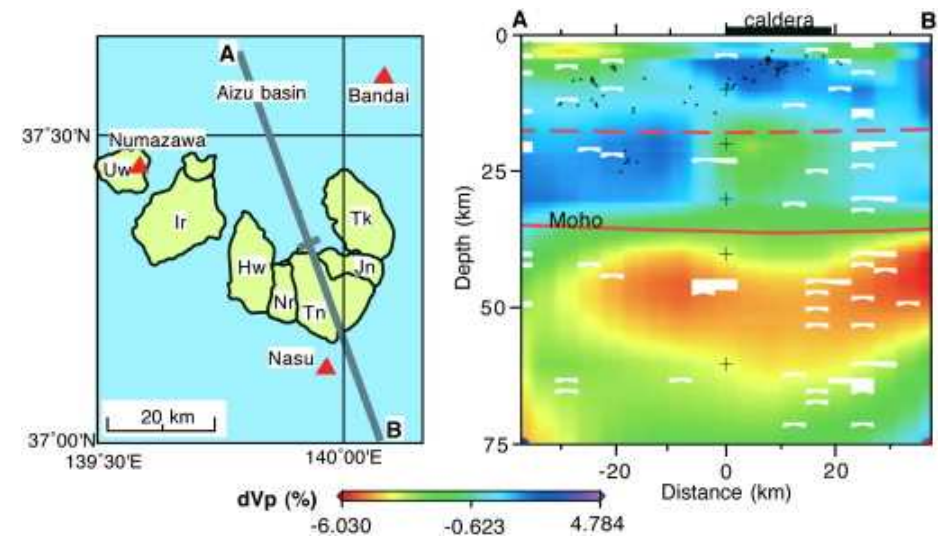 A
Aizu basin
Bandai
37°30'N
Numazawa
Uw
Ir
Tk
Hw
Jn
Nr
Tn
Nasu
20 km
B
37°00'N
139°30'E
140°00'E
A
caldera
B
0
25
Moho
Depth (km)
50
75
-20
0
20
Distance (km)
dVp (%)
-6.030
-0.623
4.784